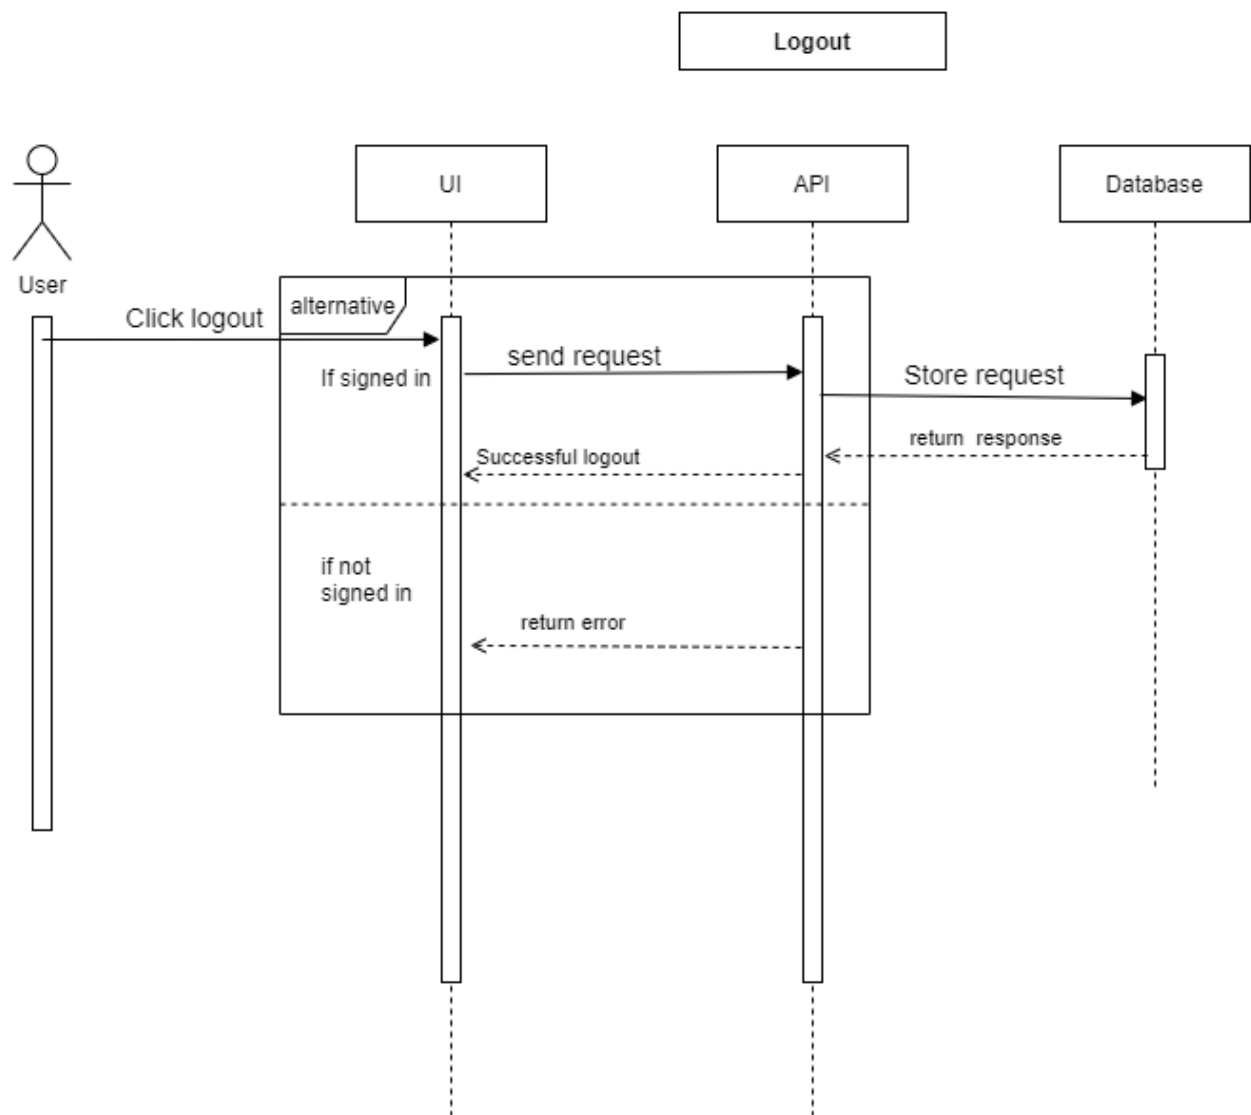 Logout
UI
API
Database
User
alternative
Click logout
send request
If signed in
Store request
return response
Successful logout
if not
signed in
return error